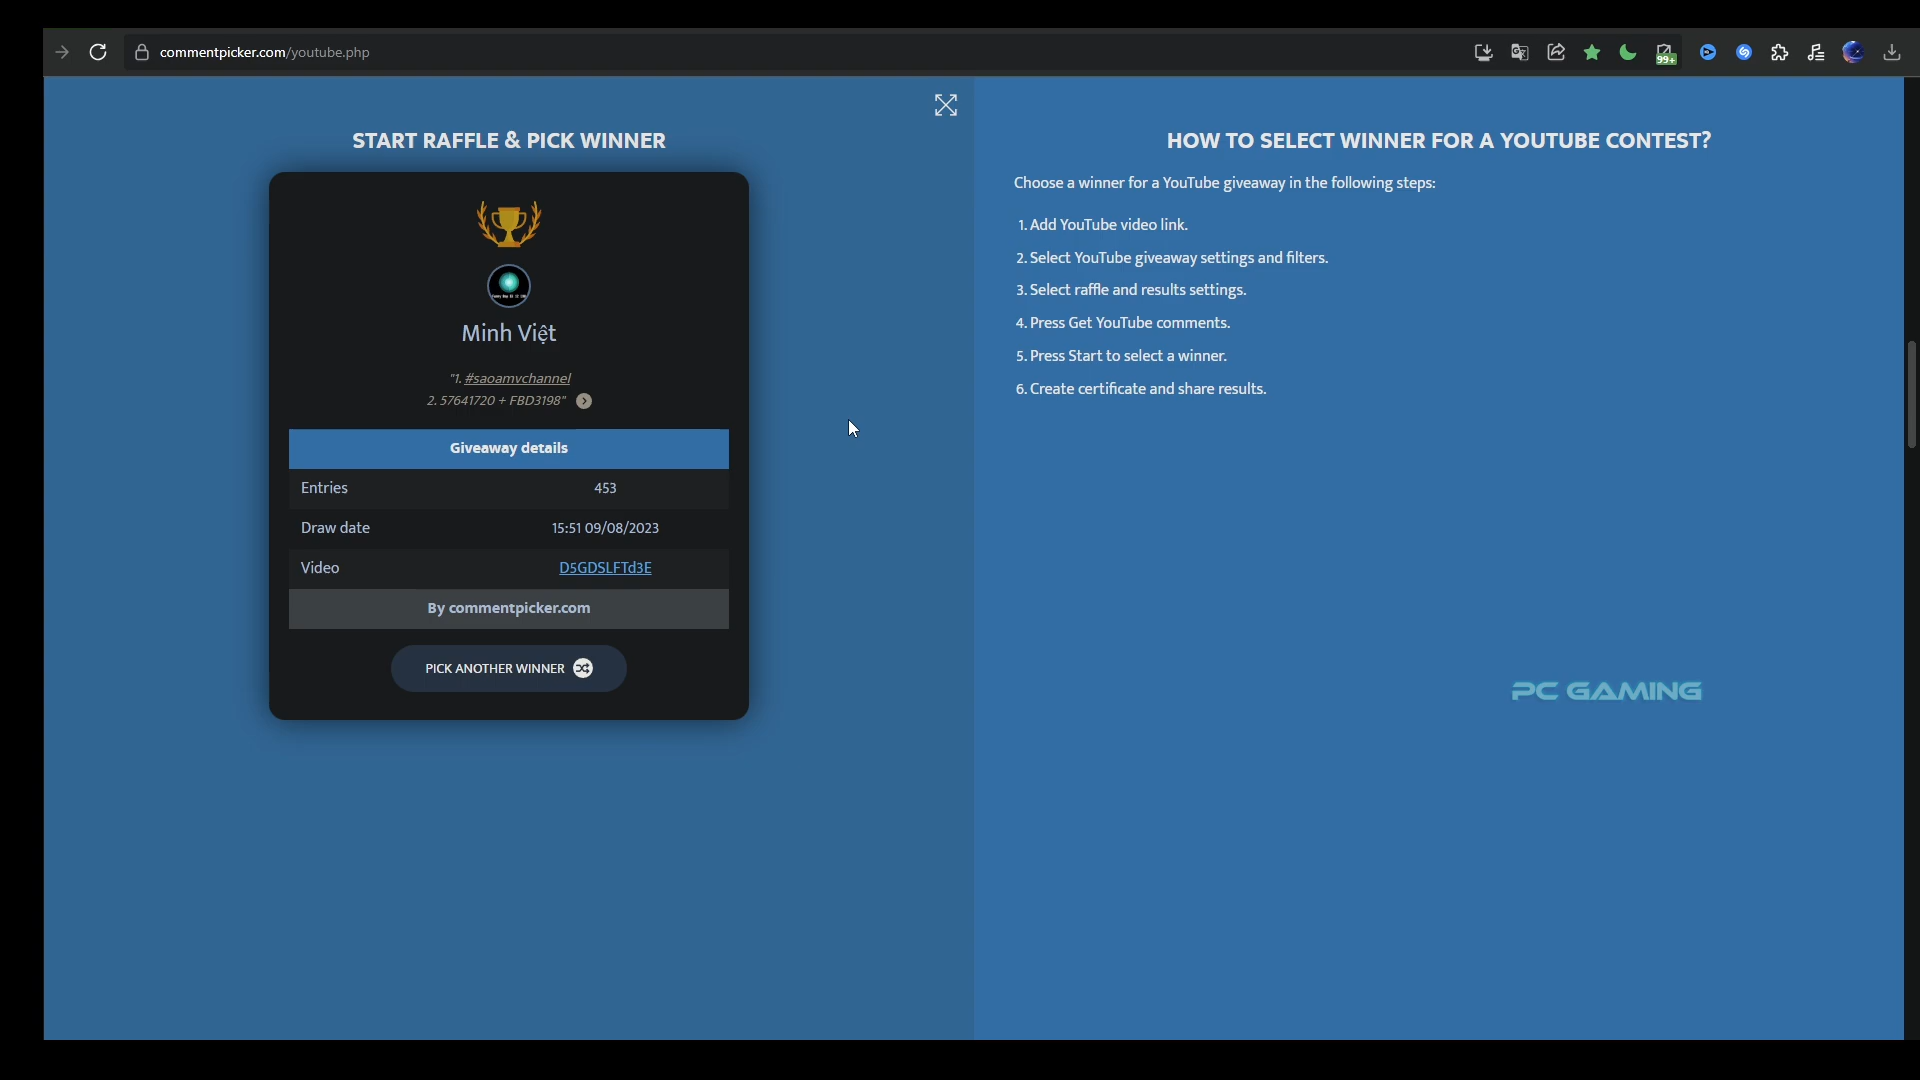 commentpicker.com/youtube.php
99+
START RAFFLE & PICK WINNER
Minh Việt
"1. #saoamvchannel
2. 57641720 + FBD3198"
Giveaway details
Entries 453
Draw date 15:51 09/08/2023
Video D5GDSLFTd3E
By commentpicker.com
PICK ANOTHER WINNER
HOW TO SELECT WINNER FOR A YOUTUBE CONTEST?
Choose a winner for a YouTube giveaway in the following steps:
1. Add YouTube video link.
2. Select YouTube giveaway settings and filters.
3. Select raffle and results settings.
4. Press Get YouTube comments.
5. Press Start to select a winner.
6. Create certificate and share results.
PC GAMING